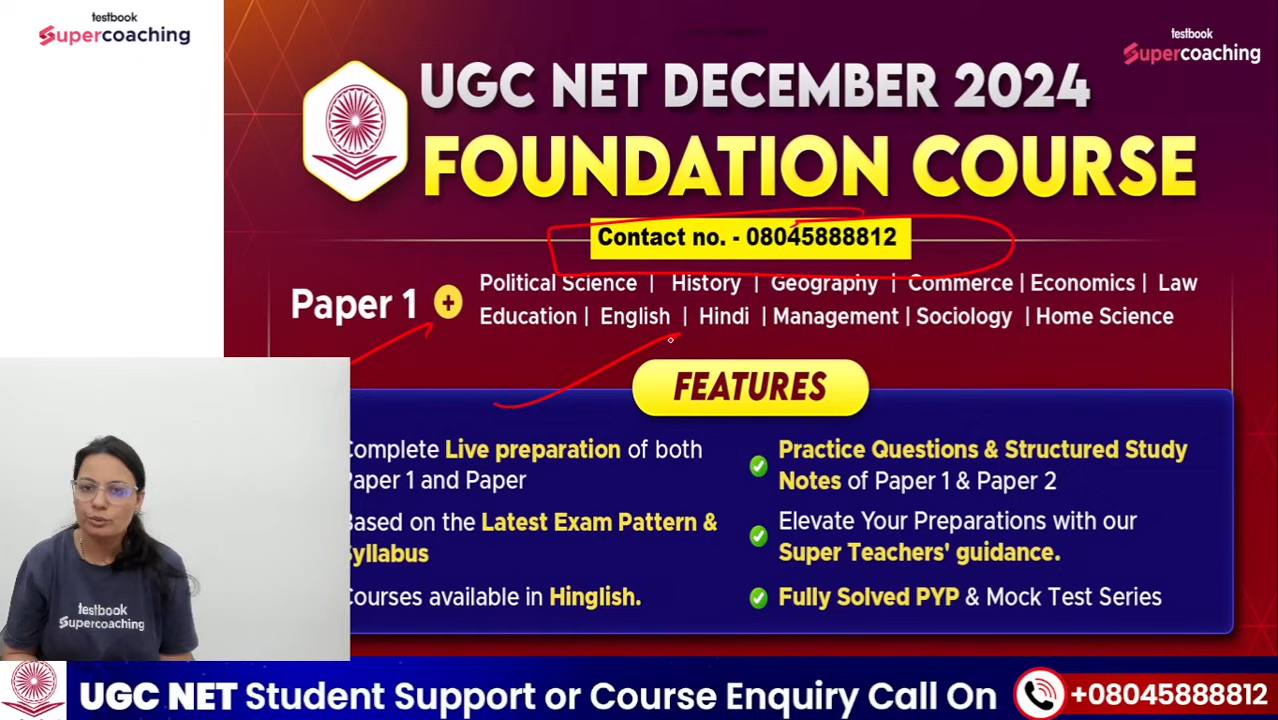 testbook
Supercoaching
testbook
Supercoaching
UGC NET DECEMBER 2024
FOUNDATION COURSE
Contact no. - 08045888812
Paper 1 +
Political Science | History | Geography | Commerce | Economics | Law
Education | English | Hindi | Management | Sociology | Home Science
FEATURES
Complete Live preparation of both
Paper 1 and Paper
Based on the Latest Exam Pattern &
Syllabus
Courses available in Hinglish.
Practice Questions & Structured Study
Notes of Paper 1 & Paper 2
Elevate Your Preparations with our
Super Teachers' guidance.
Fully Solved PYP & Mock Test Series
testbook
Supercoaching
UGC NET Student Support or Course Enquiry Call On +08045888812